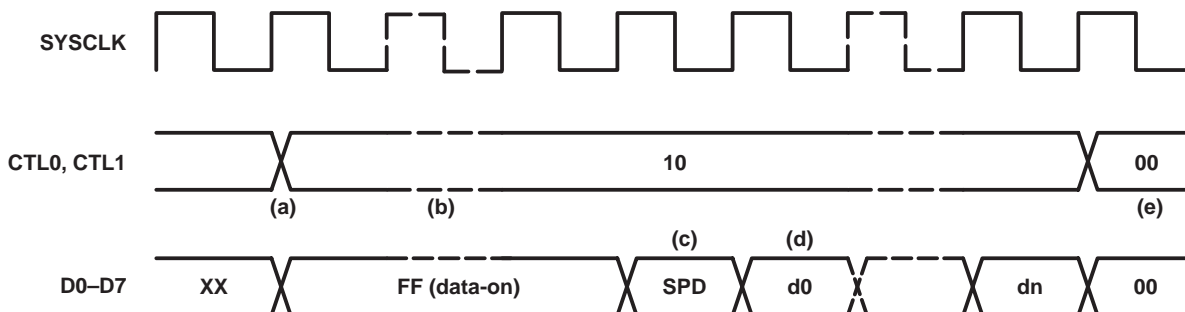 SYSCLK
CTL0, CTL1
10
00
(a)
(b)
(e)
(c)
(d)
D0–D7
XX
FF (data-on)
SPD
d0
dn
00